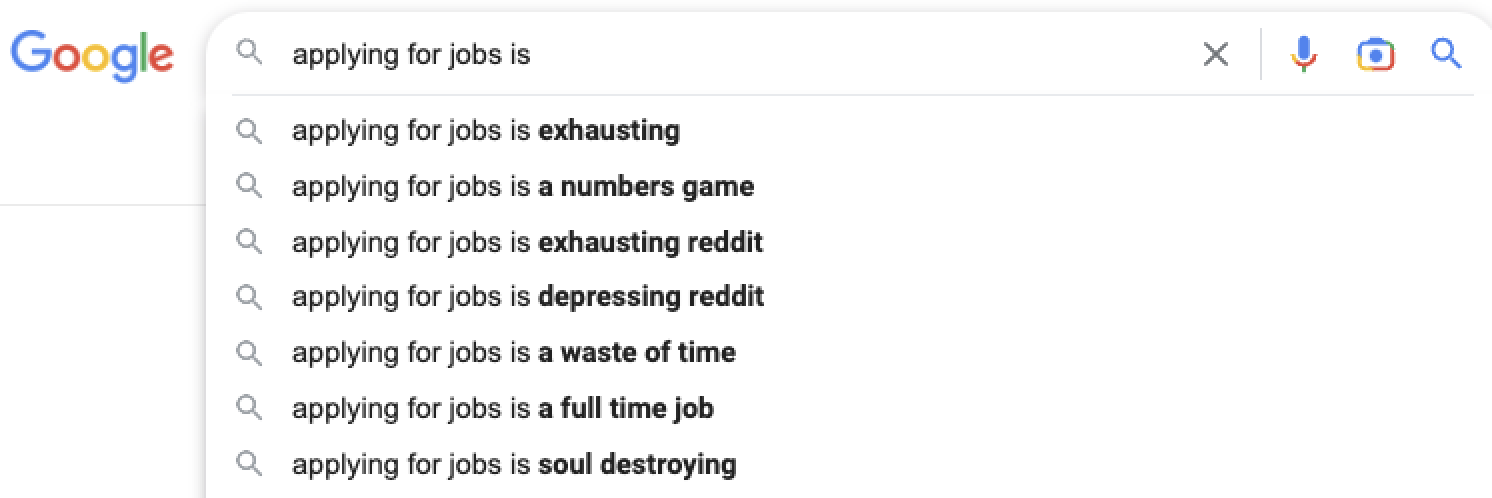 Google
applying for jobs is
applying for jobs is exhausting
applying for jobs is a numbers game
applying for jobs is exhausting reddit
applying for jobs is depressing reddit
applying for jobs is a waste of time
applying for jobs is a full time job
applying for jobs is soul destroying